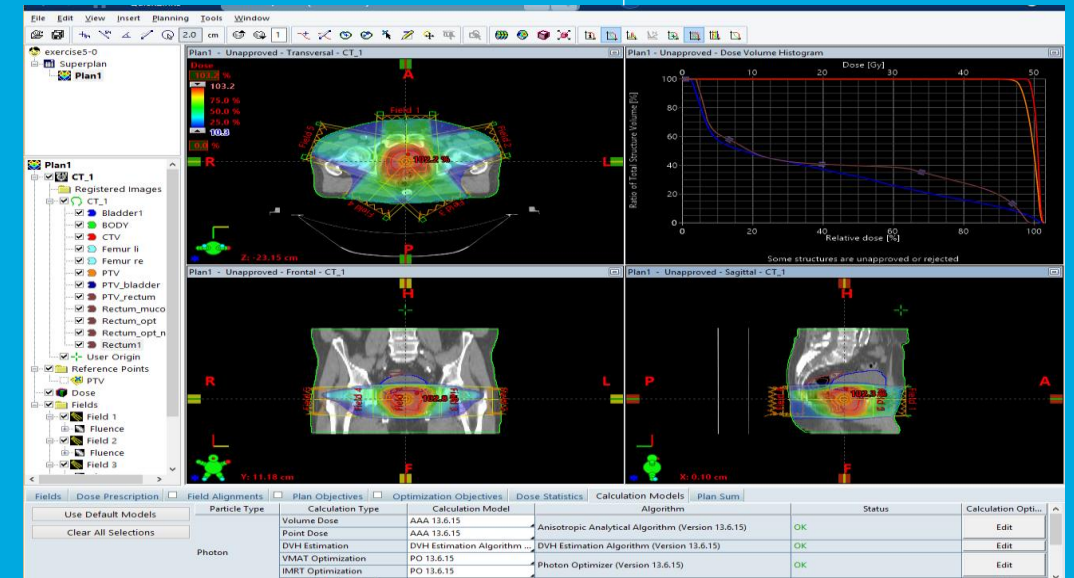 File Edit View Insert Planning Tools Window
2.0 cm 1
exercise5-0
Superplan
Plan1
Plan1
CT_1
Registered Images
CT_1
Bladder1
BODY
CTV
Femur li
Femur re
PTV
PTV_bladder
PTV_rectum
Rectum_muco
Rectum_opt
Rectum_opt_n
Rectum1
User Origin
Reference Points
PTV
Dose
Fields
Field 1
Fluence
Field 2
Fluence
Field 3
Plan1 - Unapproved - Transversal - CT_1
Dose
103.2 %
103.2
75.0 %
50.0 %
25.0 %
10.3
0.0 %
A
Field 1
Field 5
Field 2
103.2 %
R
L
Field 4
Field 3
P
Z: -23.15 cm
Plan1 - Unapproved - Dose Volume Histogram
Dose [Gy]
0 10 20 30 40 50
Ratio of Total Structure Volume [%]
100
80
60
40
20
0
0 20 40 60 80 100
Relative dose [%]
Some structures are unapproved or rejected
Plan1 - Unapproved - Frontal - CT_1
H
R
L
F
Y: 11.18 cm
Plan1 - Unapproved - Sagittal - CT_1
H
P
A
F
X: 0.10 cm
Fields Dose Prescription Field Alignments Plan Objectives Optimization Objectives Dose Statistics Calculation Models Plan Sum
Use Default Models
Clear All Selections
Particle Type Calculation Type Calculation Model Algorithm Status Calculation Opti...
Photon
Volume Dose AAA 13.6.15
Point Dose AAA 13.6.15
Anisotropic Analytical Algorithm (Version 13.6.15) OK Edit
DVH Estimation DVH Estimation Algorithm ... DVH Estimation Algorithm (Version 13.6.15) OK Edit
VMAT Optimization PO 13.6.15
IMRT Optimization PO 13.6.15
Photon Optimizer (Version 13.6.15) OK Edit